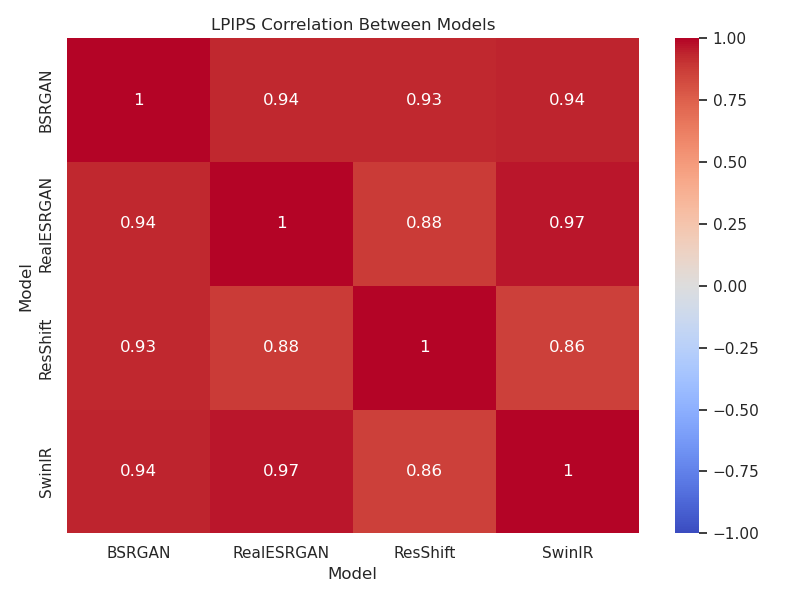 LPIPS Correlation Between Models
Model
BSRGAN
1
0.94
0.93
0.94
RealESRGAN
0.94
1
0.88
0.97
ResShift
0.93
0.88
1
0.86
SwinIR
0.94
0.97
0.86
1
BSRGAN
RealESRGAN
ResShift
SwinIR
Model
1.00
0.75
0.50
0.25
0.00
−0.25
−0.50
−0.75
−1.00